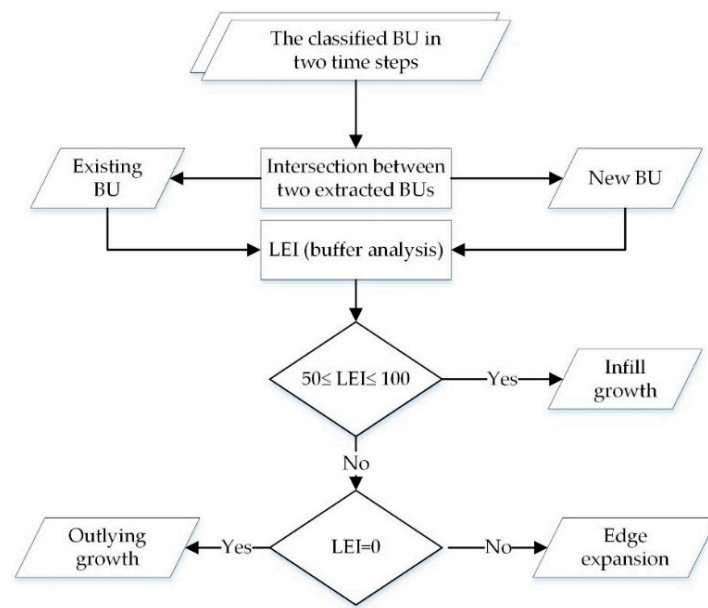 The classified BU in
two time steps
Existing
BU
Intersection between
two extracted BUs
New BU
LEI (buffer analysis)
50≤ LEI≤ 100
Yes
Infill
growth
No
Outlying
growth
Yes
LEI=0
No
Edge
expansion